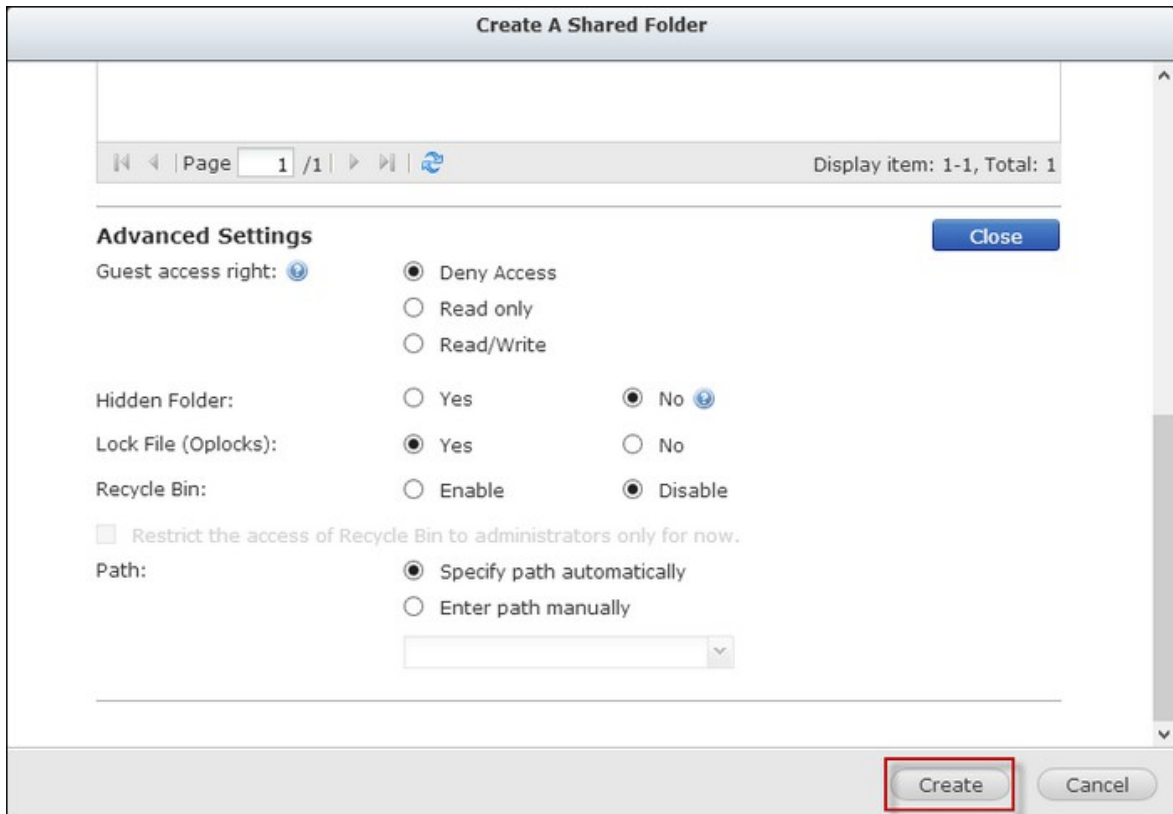 Create A Shared Folder
Page 1 /1 Display item: 1-1, Total: 1
Advanced Settings Close
Guest access right: Deny Access
Read only
Read/Write
Hidden Folder: Yes No
Lock File (Oplocks): Yes No
Recycle Bin: Enable Disable
Restrict the access of Recycle Bin to administrators only for now.
Path: Specify path automatically
Enter path manually
Create Cancel